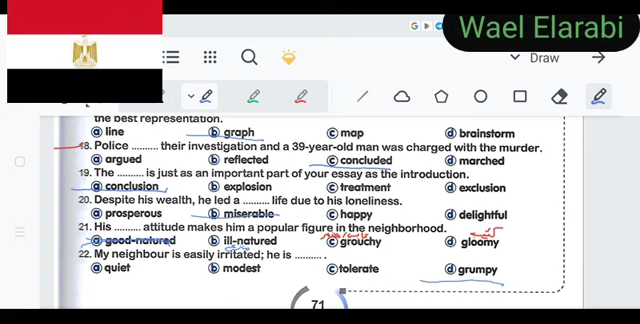 Wael Elarabi
Draw
the best representation.
ⓐ line ⓑ graph ⓒ map ⓓ brainstorm
18. Police .......... their investigation and a 39-year-old man was charged with the murder.
ⓐ argued ⓑ reflected ⓒ concluded ⓓ marched
19. The .......... is just as an important part of your essay as the introduction.
ⓐ conclusion ⓑ explosion ⓒ treatment ⓓ exclusion
20. Despite his wealth, he led a .......... life due to his loneliness.
ⓐ prosperous ⓑ miserable ⓒ happy ⓓ delightful
21. His .......... attitude makes him a popular figure in the neighborhood.
ⓐ good-natured ⓑ ill-natured ⓒ grouchy ⓓ gloomy
22. My neighbour is easily irritated; he is .......... .
ⓐ quiet ⓑ modest ⓒ tolerate ⓓ grumpy
71